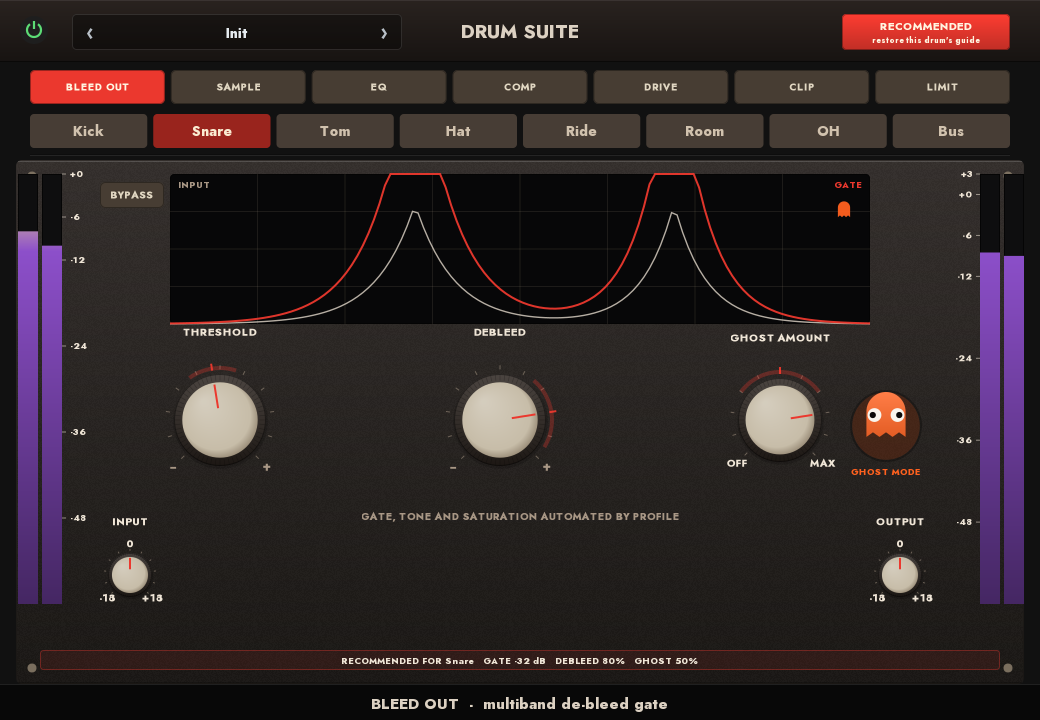 ‹ Init ›
DRUM SUITE
RECOMMENDED
restore this drum's guide
BLEED OUT SAMPLE EQ COMP DRIVE CLIP LIMIT
Kick Snare Tom Hat Ride Room OH Bus
+0
-6
-12
-24
-36
-48
BYPASS
INPUT
GATE
+3
+0
-6
-12
-24
-36
-48
THRESHOLD
- +
DEBLEED
- +
GHOST AMOUNT
OFF MAX
GHOST MODE
GATE, TONE AND SATURATION AUTOMATED BY PROFILE
INPUT
0
-18 +18
OUTPUT
0
-18 +18
RECOMMENDED FOR Snare GATE -32 dB DEBLEED 80% GHOST 50%
BLEED OUT - multiband de-bleed gate